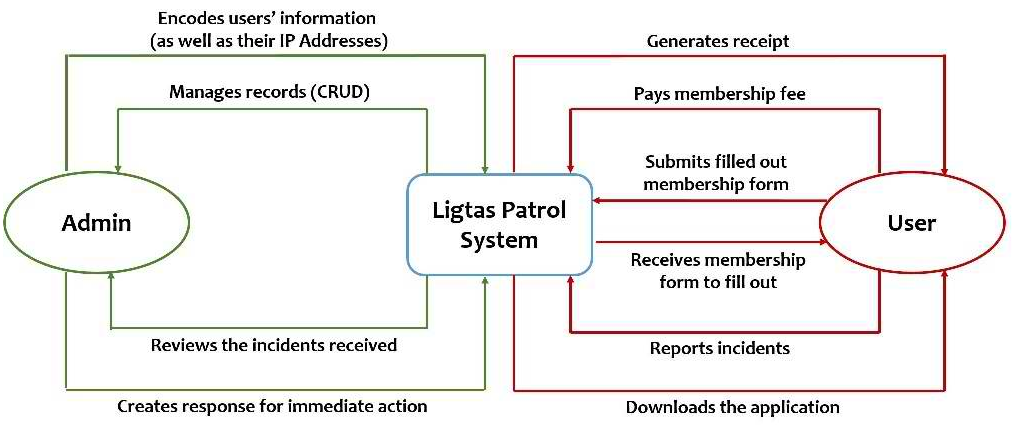 Encodes users' information
(as well as their IP Addresses)
Generates receipt
Manages records (CRUD)
Pays membership fee
Submits filled out
membership form
Admin
Ligtas Patrol
System
User
Receives membership
form to fill out
Reviews the incidents received
Reports incidents
Creates response for immediate action
Downloads the application